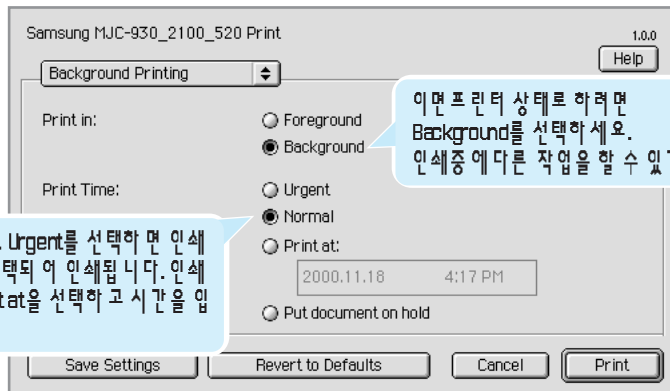 Samsung MJC-930_2100_520 Print
1.0.0
Help
Background Printing
Print in:
Foreground
Background
이면프린터 상태로 하려면
Background를 선택하세요.
인쇄중에다른 작업을 할 수 있
Print Time:
Urgent
Normal
Print at:
2000.11.18 4:17 PM
Put document on hold
. Urgent를 선택하면 인쇄
택되어 인쇄됩니다. 인쇄
t at을 선택하고 시간을 입
Save Settings
Revert to Defaults
Cancel
Print